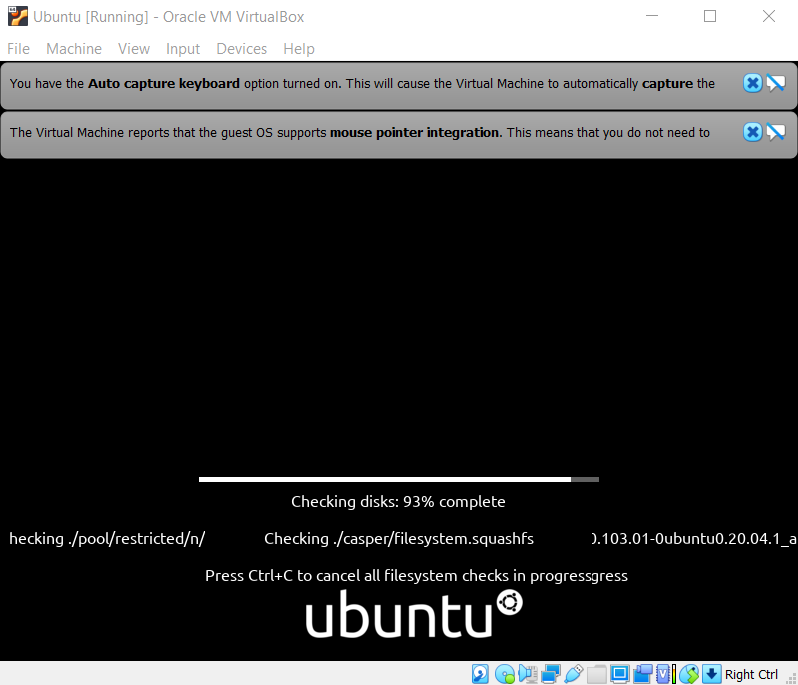 Ubuntu [Running] - Oracle VM VirtualBox
File Machine View Input Devices Help
You have the Auto capture keyboard option turned on. This will cause the Virtual Machine to automatically capture the
The Virtual Machine reports that the guest OS supports mouse pointer integration. This means that you do not need to
Checking disks: 93% complete
hecking ./pool/restricted/n/ Checking ./casper/filesystem.squashfs 0.103.01-0ubuntu0.20.04.1_a
Press Ctrl+C to cancel all filesystem checks in progressgress
ubuntu
Right Ctrl